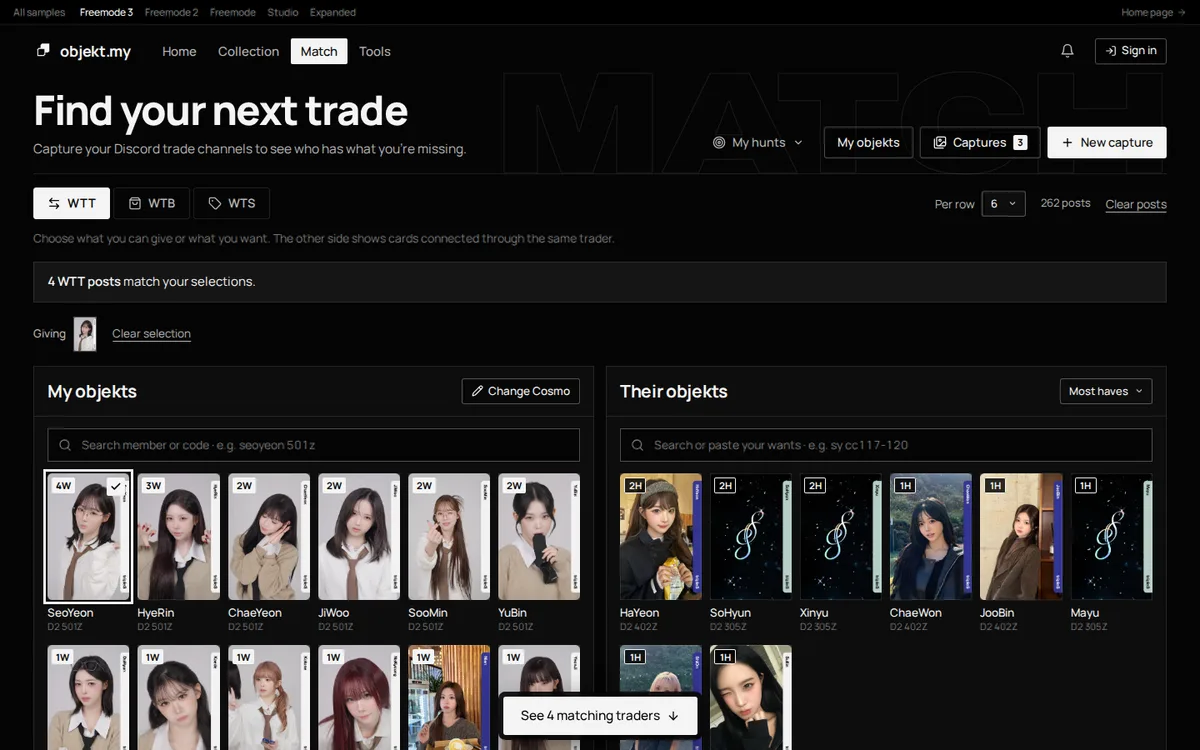 All samples Freemode 3 Freemode 2 Freemode Studio Expanded Home page →
objekt.my Home Collection Match Tools Sign in
MATCH
Find your next trade
Capture your Discord trade channels to see who has what you're missing.
My hunts My objekts Captures 3 + New capture
WTT WTB WTS
Per row 6 262 posts Clear posts
Choose what you can give or what you want. The other side shows cards connected through the same trader.
4 WTT posts match your selections.
Giving Clear selection
My objekts Change Cosmo
Search member or code · e.g. seoyeon 501z
4W 3W 2W 2W 2W 2W
SeoYeon HyeRin ChaeYeon JiWoo SooMin YuBin
D2 501Z D2 501Z D2 501Z D2 501Z D2 501Z D2 501Z
1W 1W 1W 1W 1W 1W
Their objekts Most haves
Search or paste your wants · e.g. sy cc117-120
2H 2H 2H 1H 1H 1H
HaYeon SoHyun Xinyu ChaeWon JooBin Mayu
D2 402Z D2 305Z D2 305Z D2 402Z D2 402Z D2 305Z
1H 1H
See 4 matching traders ↓